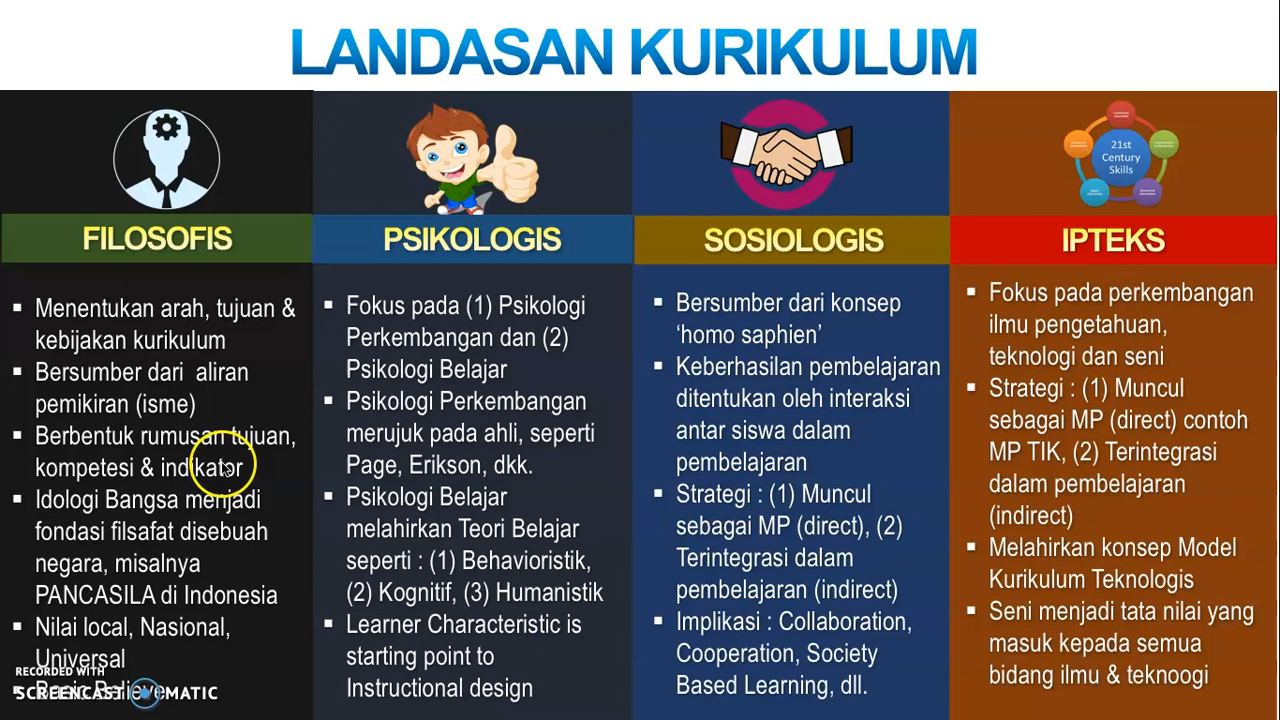 LANDASAN KURIKULUM
21st
Century
Skills
FILOSOFIS
▪ Menentukan arah, tujuan &
kebijakan kurikulum
▪ Bersumber dari aliran
pemikiran (isme)
▪ Berbentuk rumusan tujuan,
kompetesi & indikator
▪ Idologi Bangsa menjadi
fondasi filsafat disebuah
negara, misalnya
PANCASILA di Indonesia
▪ Nilai local, Nasional,
Universal
▪ Basic Believe
PSIKOLOGIS
▪ Fokus pada (1) Psikologi
Perkembangan dan (2)
Psikologi Belajar
▪ Psikologi Perkembangan
merujuk pada ahli, seperti
Page, Erikson, dkk.
▪ Psikologi Belajar
melahirkan Teori Belajar
seperti : (1) Behavioristik,
(2) Kognitif, (3) Humanistik
▪ Learner Characteristic is
starting point to
Instructional design
SOSIOLOGIS
▪ Bersumber dari konsep
‘homo saphien’
▪ Keberhasilan pembelajaran
ditentukan oleh interaksi
antar siswa dalam
pembelajaran
▪ Strategi : (1) Muncul
sebagai MP (direct), (2)
Terintegrasi dalam
pembelajaran (indirect)
▪ Implikasi : Collaboration,
Cooperation, Society
Based Learning, dll.
IPTEKS
▪ Fokus pada perkembangan
ilmu pengetahuan,
teknologi dan seni
▪ Strategi : (1) Muncul
sebagai MP (direct) contoh
MP TIK, (2) Terintegrasi
dalam pembelajaran
(indirect)
▪ Melahirkan konsep Model
Kurikulum Teknologis
▪ Seni menjadi tata nilai yang
masuk kepada semua
bidang ilmu & teknoogi
RECORDED WITH
SCREENCAST-O-MATIC